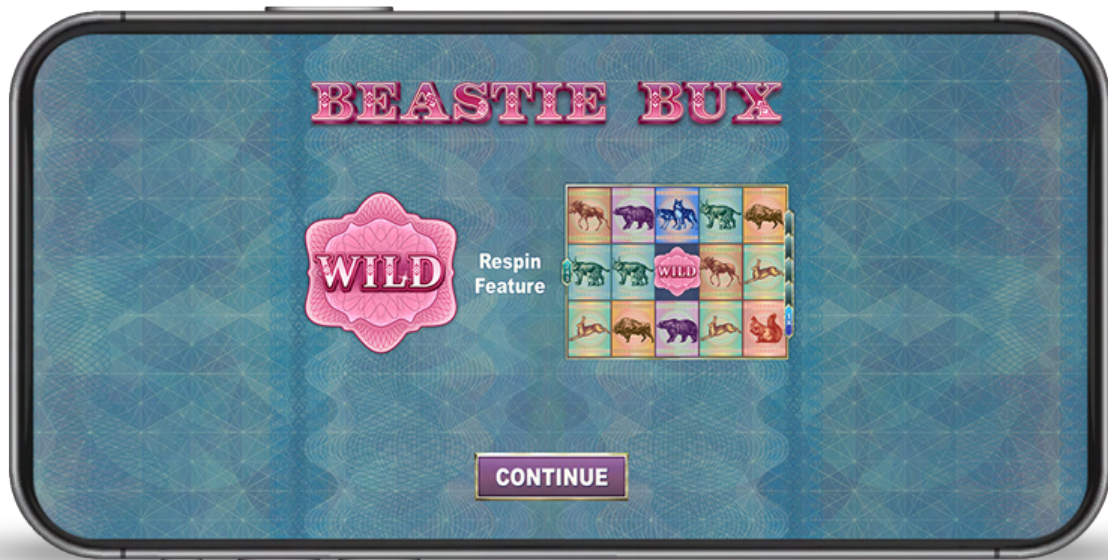 BEASTIE BUX
WILD
Respin
Feature
WILD
CONTINUE